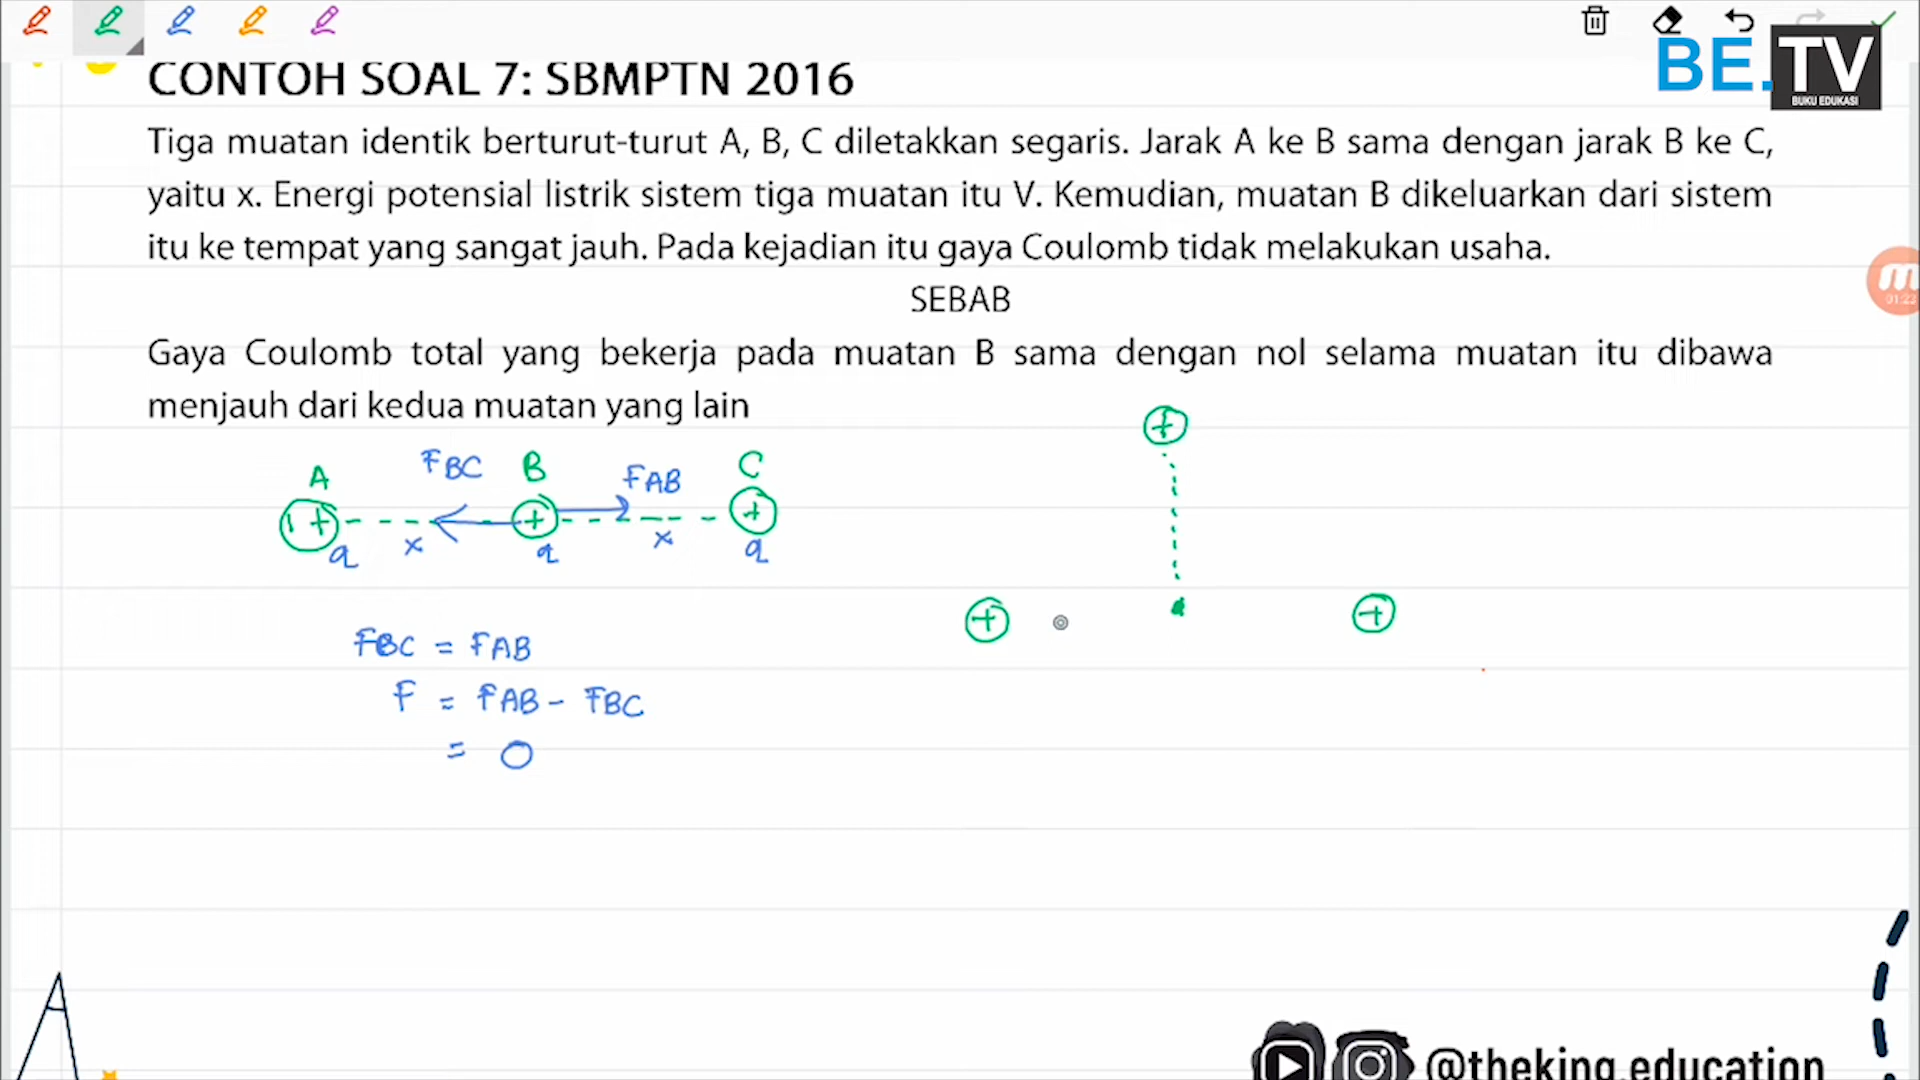 BE.TV
BUKU EDUKASI
CONTOH SOAL 7: SBMPTN 2016
Tiga muatan identik berturut-turut A, B, C diletakkan segaris. Jarak A ke B sama dengan jarak B ke C,
yaitu x. Energi potensial listrik sistem tiga muatan itu V. Kemudian, muatan B dikeluarkan dari sistem
itu ke tempat yang sangat jauh. Pada kejadian itu gaya Coulomb tidak melakukan usaha.
01:22
SEBAB
Gaya Coulomb total yang bekerja pada muatan B sama dengan nol selama muatan itu dibawa
menjauh dari kedua muatan yang lain
A FBC B FAB C
+ + +
q x q x q
+
+ +
FBC = FAB
F = FAB - FBC
= 0
A
@theking.education